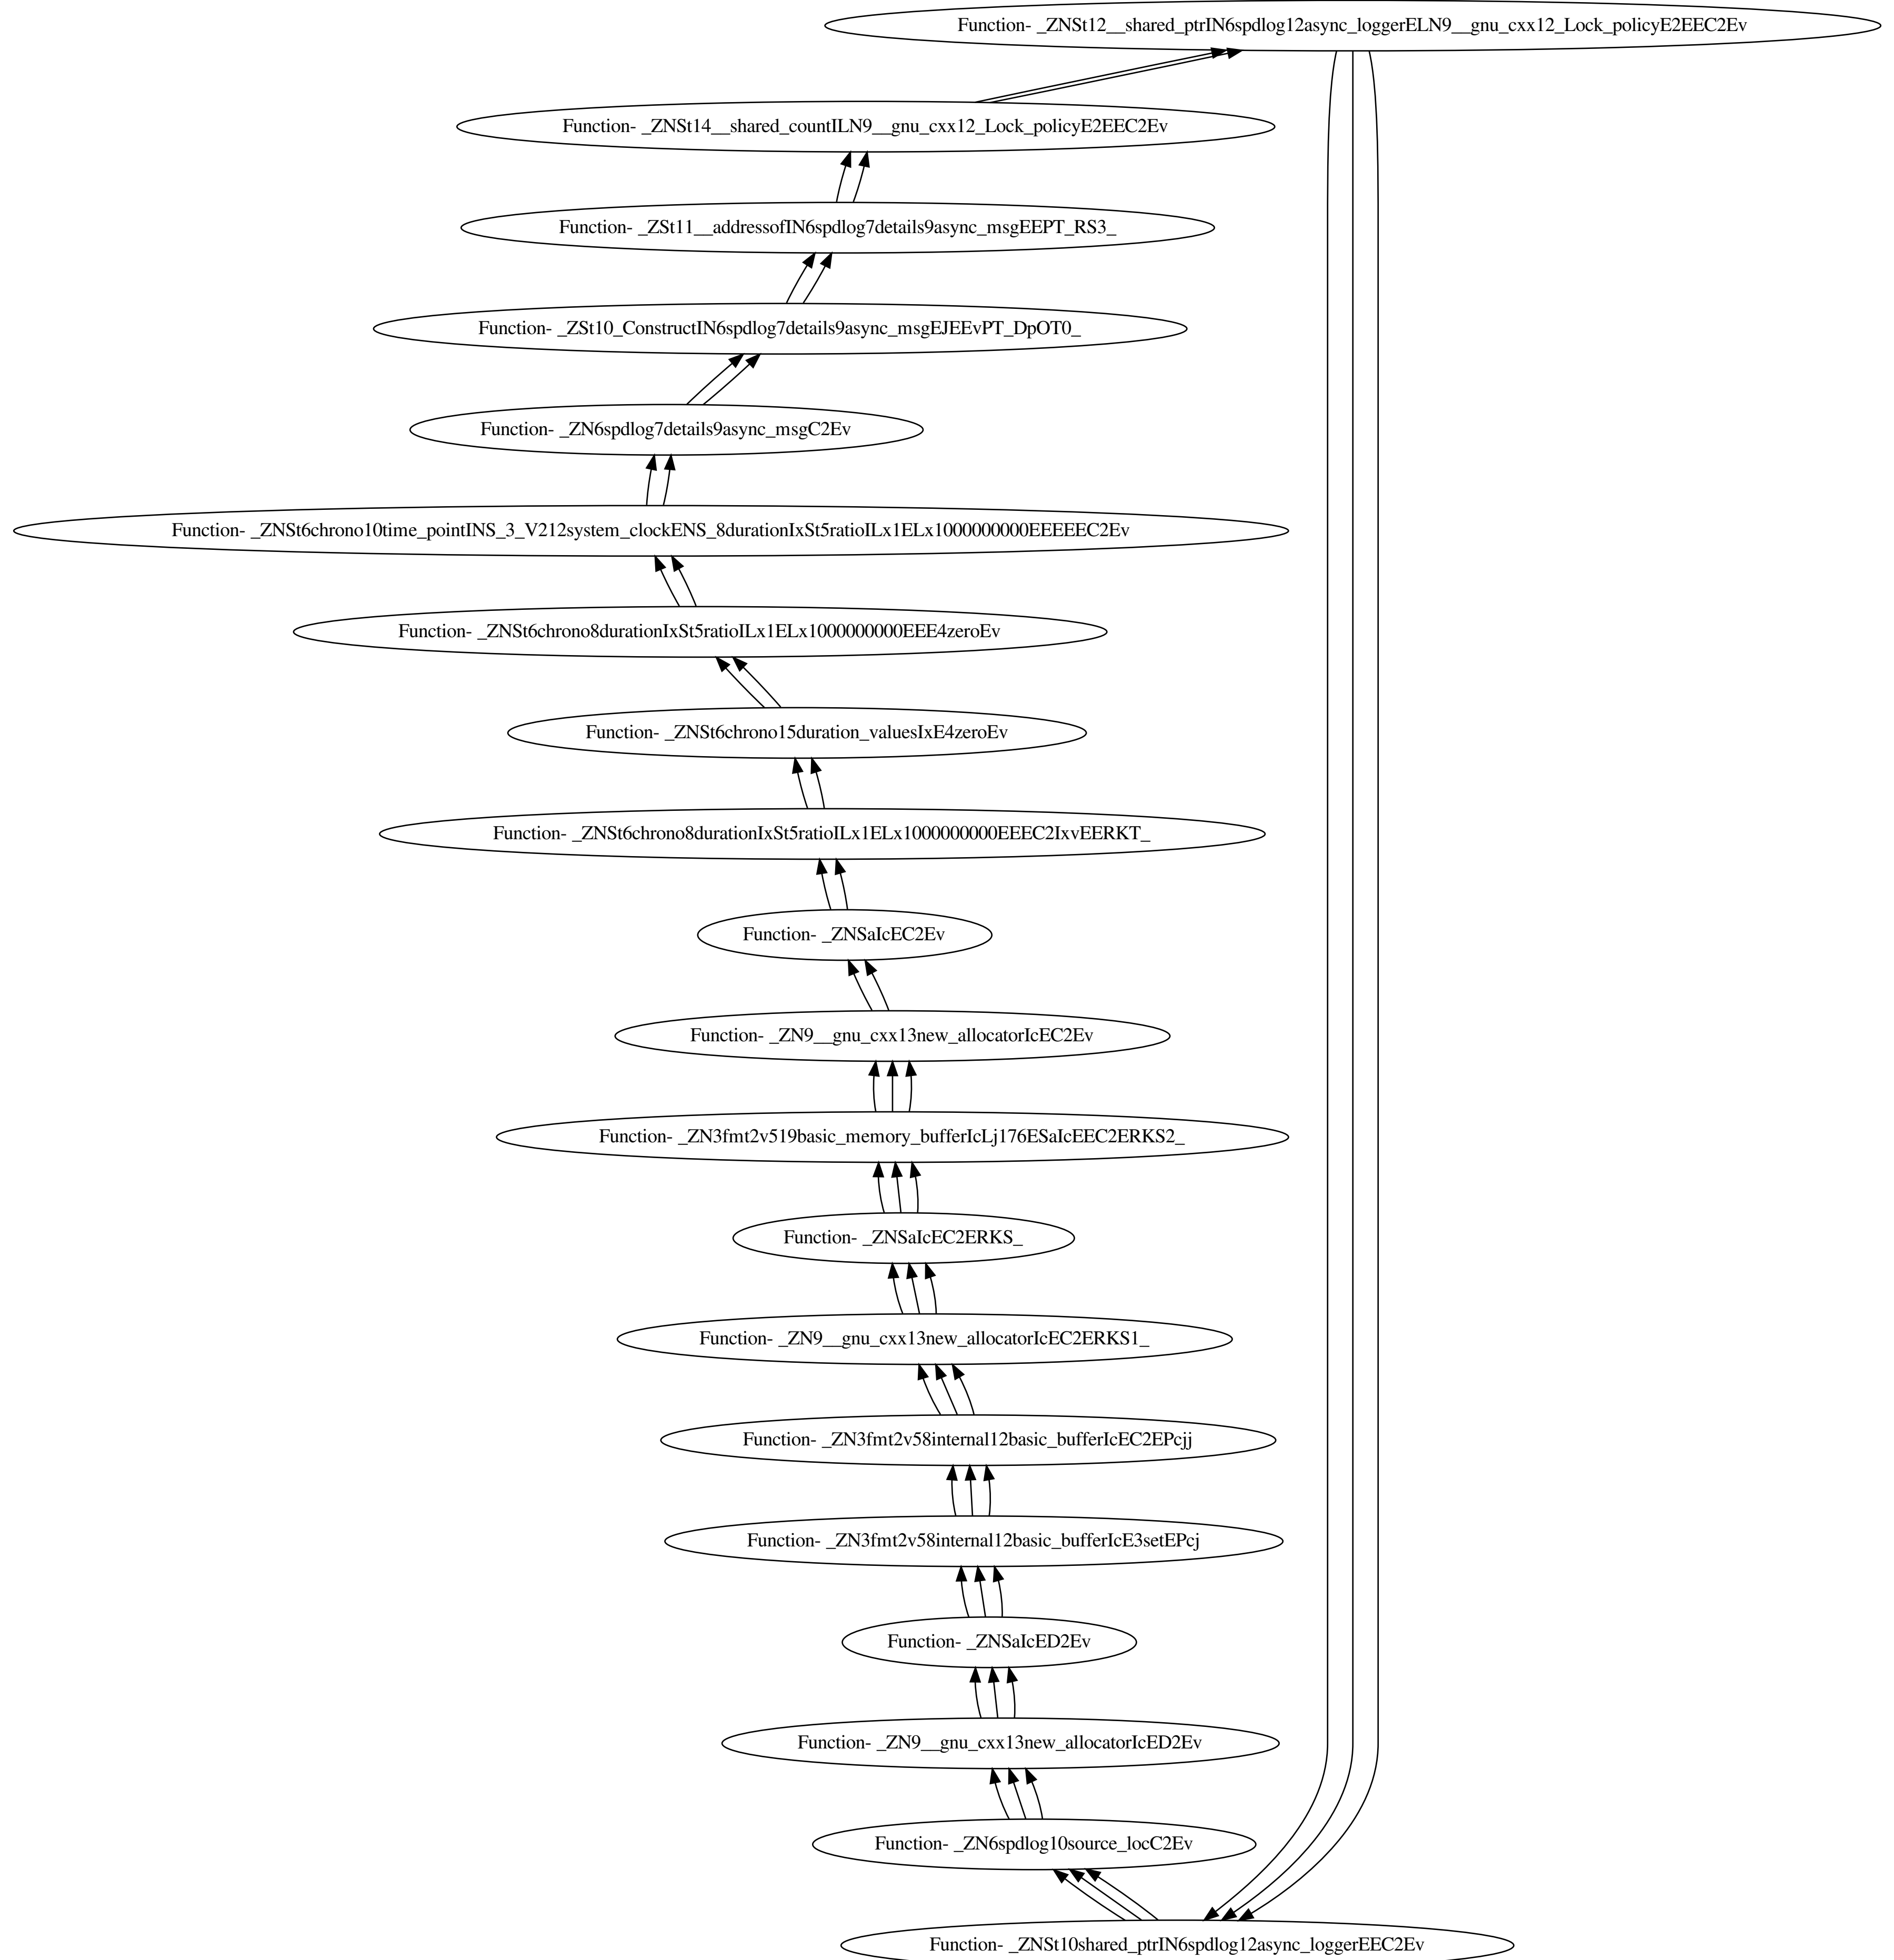 Function- _ZNSt12__shared_ptrIN6spdlog12async_loggerELN9__gnu_cxx12_Lock_policyE2EEC2Ev
Function- _ZNSt14__shared_countILN9__gnu_cxx12_Lock_policyE2EEC2Ev
Function- _ZSt11__addressofIN6spdlog7details9async_msgEEPT_RS3_
Function- _ZSt10_ConstructIN6spdlog7details9async_msgEJEEvPT_DpOT0_
Function- _ZN6spdlog7details9async_msgC2Ev
Function- _ZNSt6chrono10time_pointINS_3_V212system_clockENS_8durationIxSt5ratioILx1ELx1000000000EEEEEC2Ev
Function- _ZNSt6chrono8durationIxSt5ratioILx1ELx1000000000EEE4zeroEv
Function- _ZNSt6chrono15duration_valuesIxE4zeroEv
Function- _ZNSt6chrono8durationIxSt5ratioILx1ELx1000000000EEEC2IxvEERKT_
Function- _ZNSaIcEC2Ev
Function- _ZN9__gnu_cxx13new_allocatorIcEC2Ev
Function- _ZN3fmt2v519basic_memory_bufferIcLj176ESaIcEEC2ERKS2_
Function- _ZNSaIcEC2ERKS_
Function- _ZN9__gnu_cxx13new_allocatorIcEC2ERKS1_
Function- _ZN3fmt2v58internal12basic_bufferIcEC2EPcjj
Function- _ZN3fmt2v58internal12basic_bufferIcE3setEPcj
Function- _ZNSaIcED2Ev
Function- _ZN9__gnu_cxx13new_allocatorIcED2Ev
Function- _ZN6spdlog10source_locC2Ev
Function- _ZNSt10shared_ptrIN6spdlog12async_loggerEEC2Ev